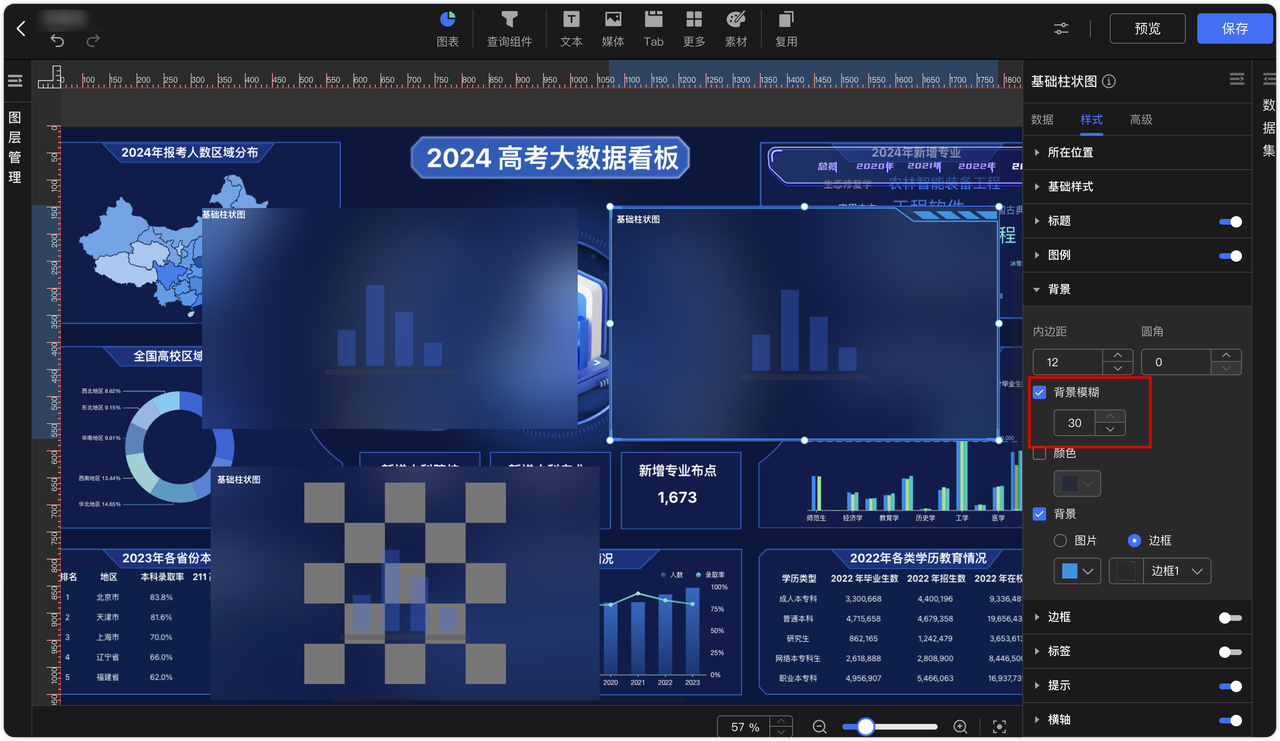 图表
查询组件
文本
媒体
Tab
更多
素材
复用
预览
保存
图层管理
0 100 150 200 250 300 350 400 450 500 550 600 650 700 750 800 850 900 950 1000 1050 1100 1150 1200 1250 1300 1350 1400 1450 1500 1550 1600 1650 1700 1750 1800
2024年报考人数区域分布
2024 高考大数据看板
2024年新增专业
总览 2020年 2021年 2022年
生态修复学 农林智能装备工程
工程软件
国古典
程
基础柱状图
基础柱状图
全国高校区域
西北地区 8.62%
东北地区 9.15%
华南地区 9.61%
西南地区 13.44%
华北地区 14.65%
基础柱状图
新增专业布点
1,673
师范生 经济学 教育学 历史学 工学 医学
2023年各省份本
排名 地区 本科录取率 211
1 北京市 83.8%
2 天津市 81.6%
3 上海市 70.0%
4 辽宁省 66.0%
5 福建省 62.0%
情况
人数 录取率
100%
75%
50%
25%
0%
2020 2021 2022 2023
2022年各类学历教育情况
学历类型 2022 年毕业生数 2022 年招生数 2022 年在校
成人本专科 3,300,668 4,400,196 9,336,48
普通本科 4,715,658 4,679,358 19,656,43
研究生 862,165 1,242,479 3,653,61
网络本专科生 2,618,888 2,808,900 8,446,50
职业本专科 4,956,907 5,466,063 16,937,73
57 %
基础柱状图
数据 样式 高级
所在位置
基础样式
标题
图例
背景
内边距 圆角
12 0
背景模糊
30
颜色
背景
图片 边框
边框1
边框
标签
提示
横轴
数据集